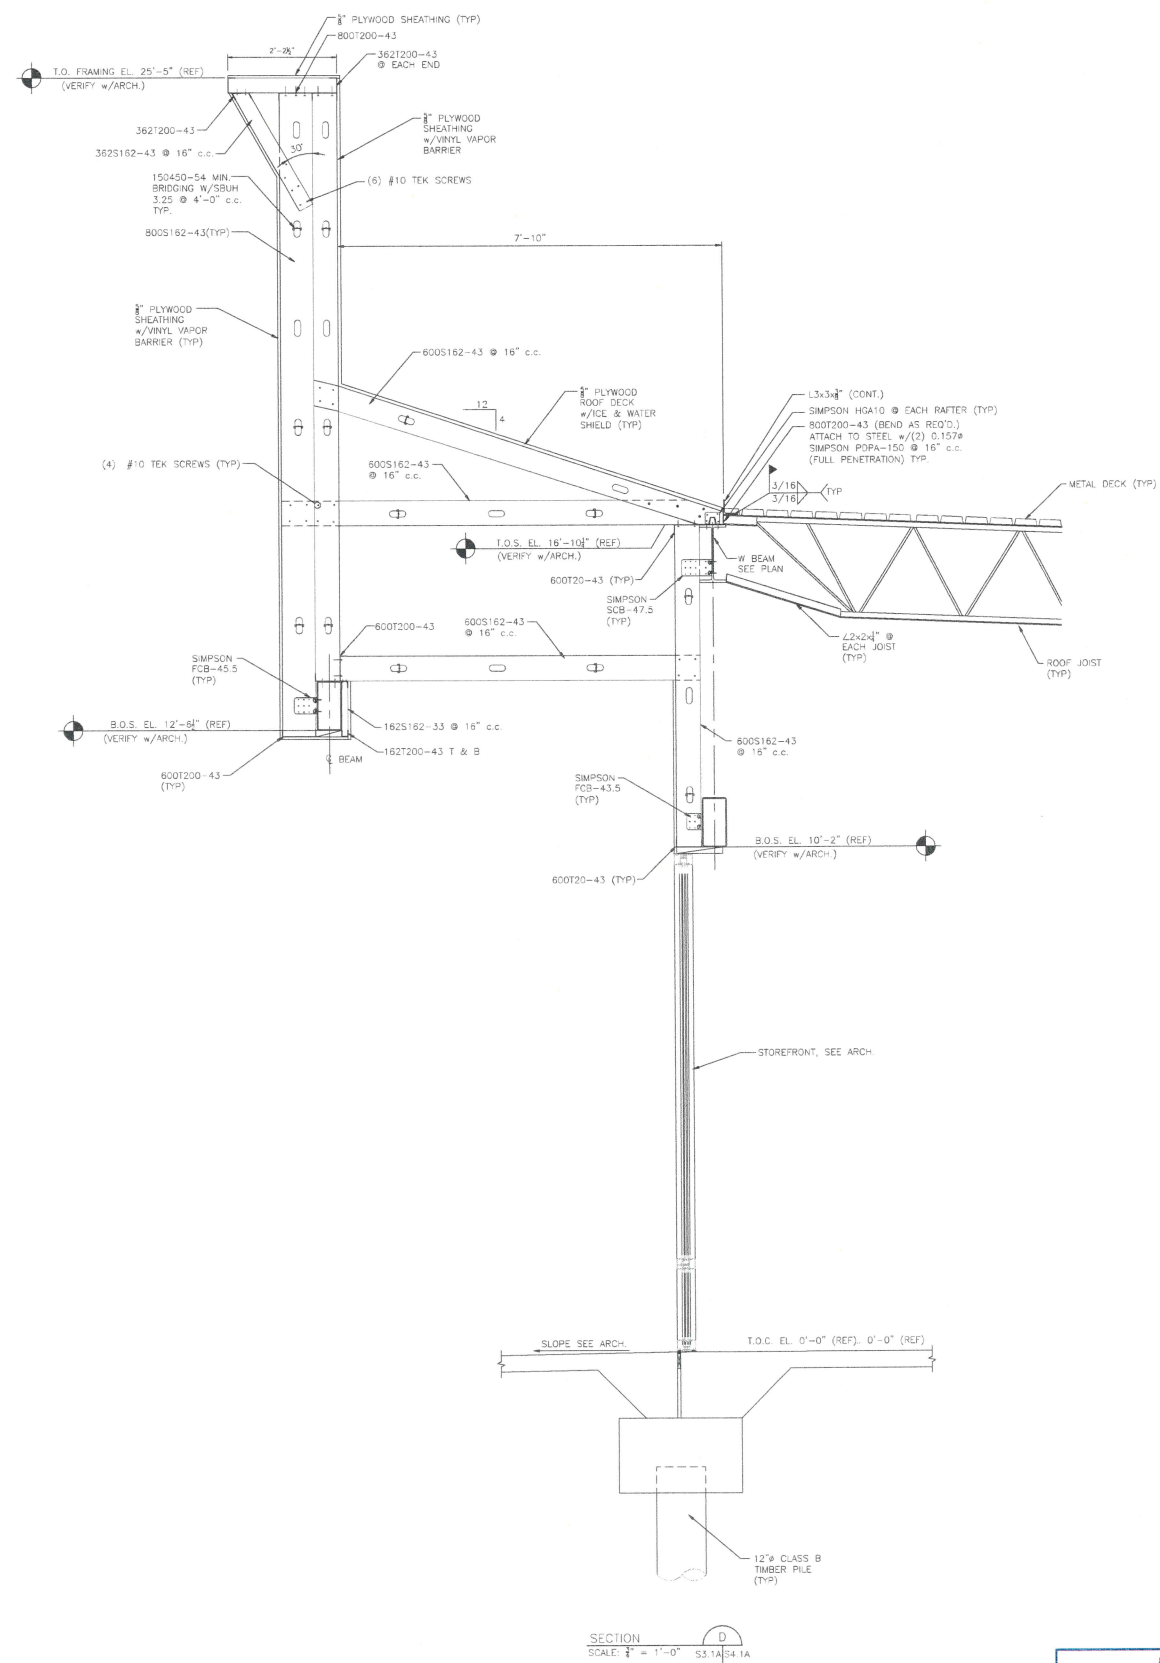 ⅝" PLYWOOD SHEATHING (TYP)
800T200-43
2'-2½"
362T200-43
@ EACH END
T.O. FRAMING EL. 25'-5" (REF)
(VERIFY w/ARCH.)
362T200-43
⅝" PLYWOOD
SHEATHING
w/VINYL VAPOR
BARRIER
362S162-43 @ 16" c.c.
30°
150450-54 MIN.
BRIDGING W/SBUH
3.25 @ 4'-0" c.c.
TYP.
(6) #10 TEK SCREWS
800S162-43(TYP)
7'-10"
⅝" PLYWOOD
SHEATHING
w/VINYL VAPOR
BARRIER (TYP)
600S162-43 @ 16" c.c.
12
4
⅝" PLYWOOD
ROOF DECK
w/ICE & WATER
SHIELD (TYP)
L3x3x⅜" (CONT.)
SIMPSON HGA10 @ EACH RAFTER (TYP)
800T200-43 (BEND AS REQ'D.)
ATTACH TO STEEL w/(2) 0.157ø
SIMPSON PDPA-150 @ 16" c.c.
(FULL PENETRATION) TYP.
(4) #10 TEK SCREWS (TYP)
600S162-43
@ 16" c.c.
3/16
3/16
TYP
METAL DECK (TYP)
T.O.S. EL. 16'-10¼" (REF)
(VERIFY w/ARCH.)
W BEAM
SEE PLAN
600T20-43 (TYP)
SIMPSON
SCB-47.5
(TYP)
600T200-43
600S162-43
@ 16" c.c.
∠2x2x¼" @
EACH JOIST
(TYP)
ROOF JOIST
(TYP)
SIMPSON
FCB-45.5
(TYP)
B.O.S. EL. 12'-6¼" (REF)
(VERIFY w/ARCH.)
162S162-33 @ 16" c.c
162T200-43 T & B
℄ BEAM
600T200-43
(TYP)
600S162-43
@ 16" c.c.
SIMPSON
FCB-43.5
(TYP)
B.O.S. EL. 10'-2" (REF)
(VERIFY w/ARCH.)
600T20-43 (TYP)
STOREFRONT, SEE ARCH.
SLOPE SEE ARCH.
T.O.C. EL. 0'-0" (REF). 0'-0" (REF)
12"ø CLASS B
TIMBER PILE
(TYP)
SECTION
D
SCALE: ¾" = 1'-0"
S3.1A S4.1A